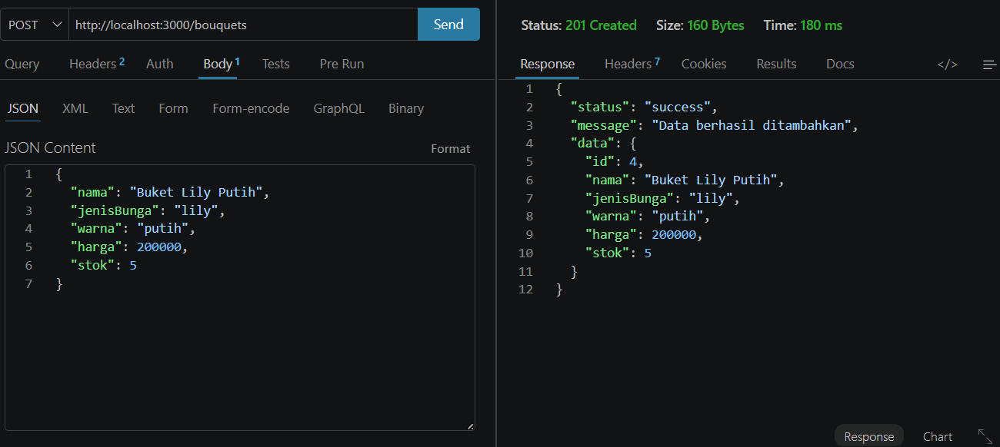 POST http://localhost:3000/bouquets Send
Query Headers 2 Auth Body 1 Tests Pre Run
JSON XML Text Form Form-encode GraphQL Binary
JSON Content Format
1 {
2 "nama": "Buket Lily Putih",
3 "jenisBunga": "lily",
4 "warna": "putih",
5 "harga": 200000,
6 "stok": 5
7 }
Status: 201 Created Size: 160 Bytes Time: 180 ms
Response Headers 7 Cookies Results Docs </>
1 {
2 "status": "success",
3 "message": "Data berhasil ditambahkan",
4 "data": {
5 "id": 4,
6 "nama": "Buket Lily Putih",
7 "jenisBunga": "lily",
8 "warna": "putih",
9 "harga": 200000,
10 "stok": 5
11 }
12 }
Response Chart